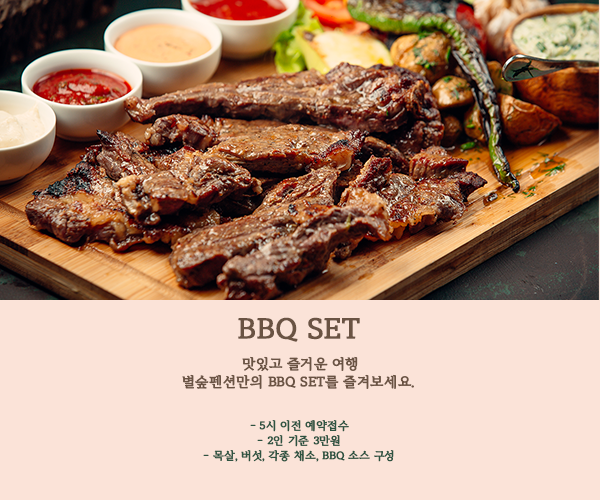 BBQ SET
맛있고 즐거운 여행
별숲펜션만의 BBQ SET를 즐겨보세요.
- 5시 이전 예약접수
- 2인 기준 3만원
- 목살, 버섯, 각종 채소, BBQ 소스 구성